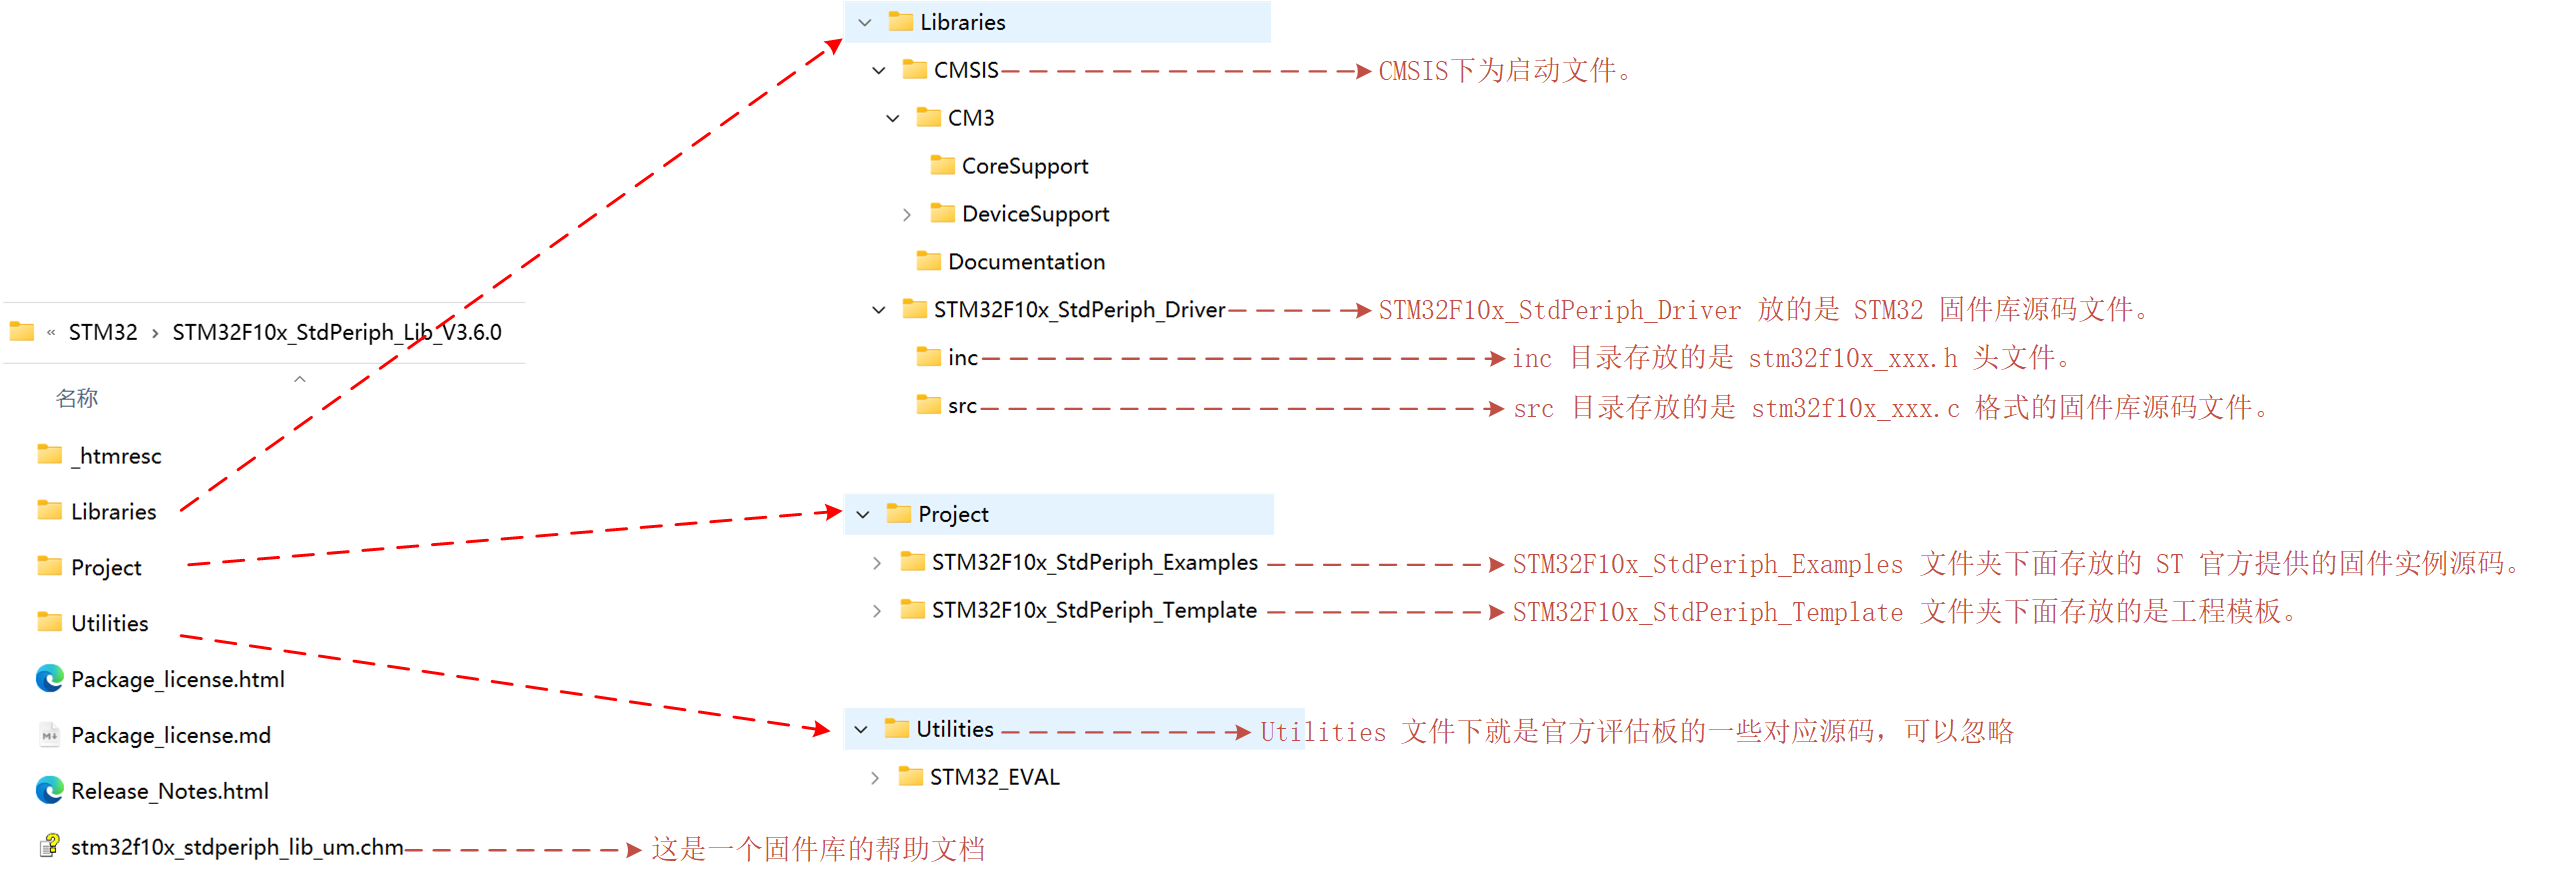 « STM32 › STM32F10x_StdPeriph_Lib_V3.6.0
名称
_htmresc
Libraries
Project
Utilities
Package_license.html
Package_license.md
Release_Notes.html
stm32f10x_stdperiph_lib_um.chm 这是一个固件库的帮助文档
Libraries
CMSIS CMSIS下为启动文件。
CM3
CoreSupport
DeviceSupport
Documentation
STM32F10x_StdPeriph_Driver STM32F10x_StdPeriph_Driver 放的是 STM32 固件库源码文件。
inc inc 目录存放的是 stm32f10x_xxx.h 头文件。
src src 目录存放的是 stm32f10x_xxx.c 格式的固件库源码文件。
Project
STM32F10x_StdPeriph_Examples STM32F10x_StdPeriph_Examples 文件夹下面存放的 ST 官方提供的固件实例源码。
STM32F10x_StdPeriph_Template STM32F10x_StdPeriph_Template 文件夹下面存放的是工程模板。
Utilities Utilities 文件下就是官方评估板的一些对应源码，可以忽略
STM32_EVAL